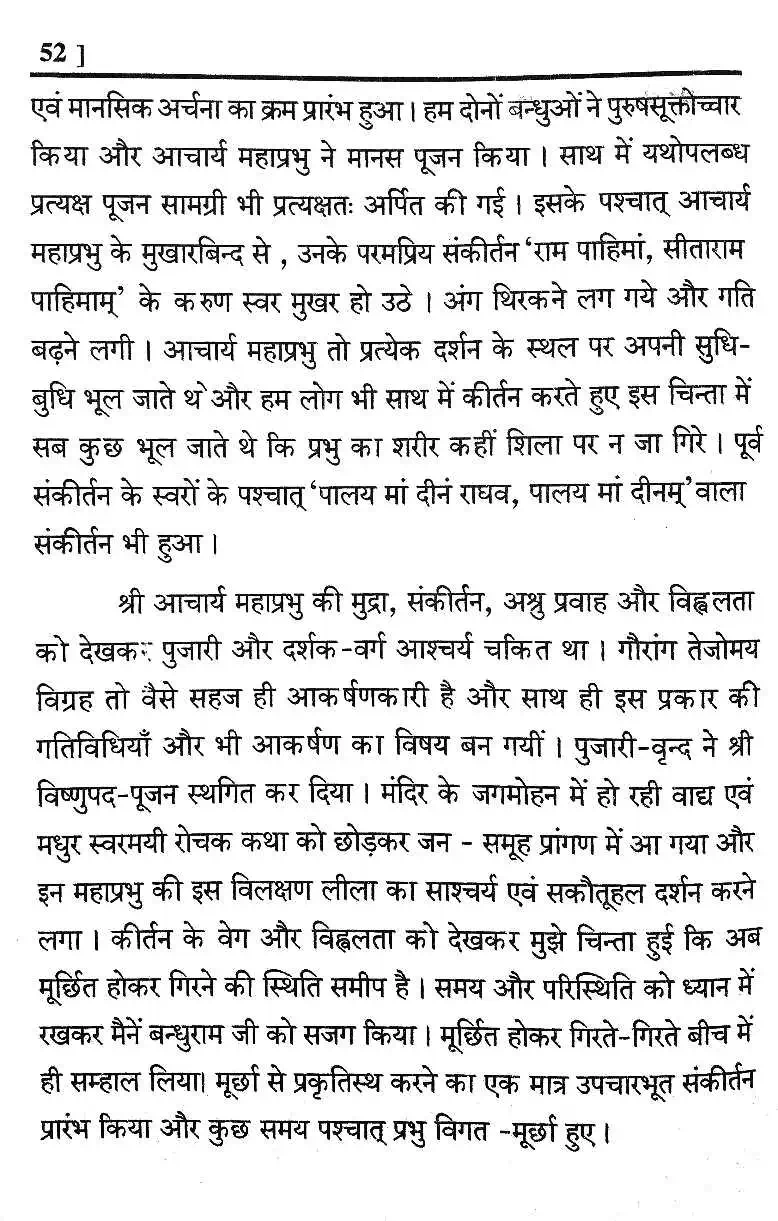 52 ]
एवं मानसिक अर्चना का क्रम प्रारंभ हुआ। हम दोनों बन्धुओं ने पुरुषसूक्तोच्चार
किया और आचार्य महाप्रभु ने मानस पूजन किया । साथ में यथोपलब्ध
प्रत्यक्ष पूजन सामग्री भी प्रत्यक्षतः अर्पित की गई । इसके पश्चात् आचार्य
महाप्रभु के मुखारबिन्द से , उनके परमप्रिय संकीर्तन ‘राम पाहिमां, सीताराम
पाहिमाम्’ के करुण स्वर मुखर हो उठे । अंग थिरकने लग गये और गति
बढ़ने लगी । आचार्य महाप्रभु तो प्रत्येक दर्शन के स्थल पर अपनी सुधि-
बुधि भूल जाते थे और हम लोग भी साथ में कीर्तन करते हुए इस चिन्ता में
सब कुछ भूल जाते थे कि प्रभु का शरीर कहीं शिला पर न जा गिरे । पूर्व
संकीर्तन के स्वरों के पश्चात् ‘पालय मां दीनं राघव, पालय मां दीनम्’ वाला
संकीर्तन भी हुआ ।
श्री आचार्य महाप्रभु की मुद्रा, संकीर्तन, अश्रु प्रवाह और विह्वलता
को देखकर पुजारी और दर्शक-वर्ग आश्चर्य चकित था । गौरांग तेजोमय
विग्रह तो वैसे सहज ही आकर्षणकारी है और साथ ही इस प्रकार की
गतिविधियाँ और भी आकर्षण का विषय बन गयीं । पुजारी-वृन्द ने श्री
विष्णुपद-पूजन स्थगित कर दिया । मंदिर के जगमोहन में हो रही वाद्य एवं
मधुर स्वरमयी रोचक कथा को छोड़कर जन - समूह प्रांगण में आ गया और
इन महाप्रभु की इस विलक्षण लीला का साश्चर्य एवं सकौतूहल दर्शन करने
लगा । कीर्तन के वेग और विह्वलता को देखकर मुझे चिन्ता हुई कि अब
मूर्छित होकर गिरने की स्थिति समीप है । समय और परिस्थिति को ध्यान में
रखकर मैनें बन्धुराम जी को सजग किया । मूर्छित होकर गिरते-गिरते बीच में
ही सम्हाल लिया। मूर्छा से प्रकृतिस्थ करने का एक मात्र उपचारभूत संकीर्तन
प्रारंभ किया और कुछ समय पश्चात् प्रभु विगत -मूर्छा हुए ।